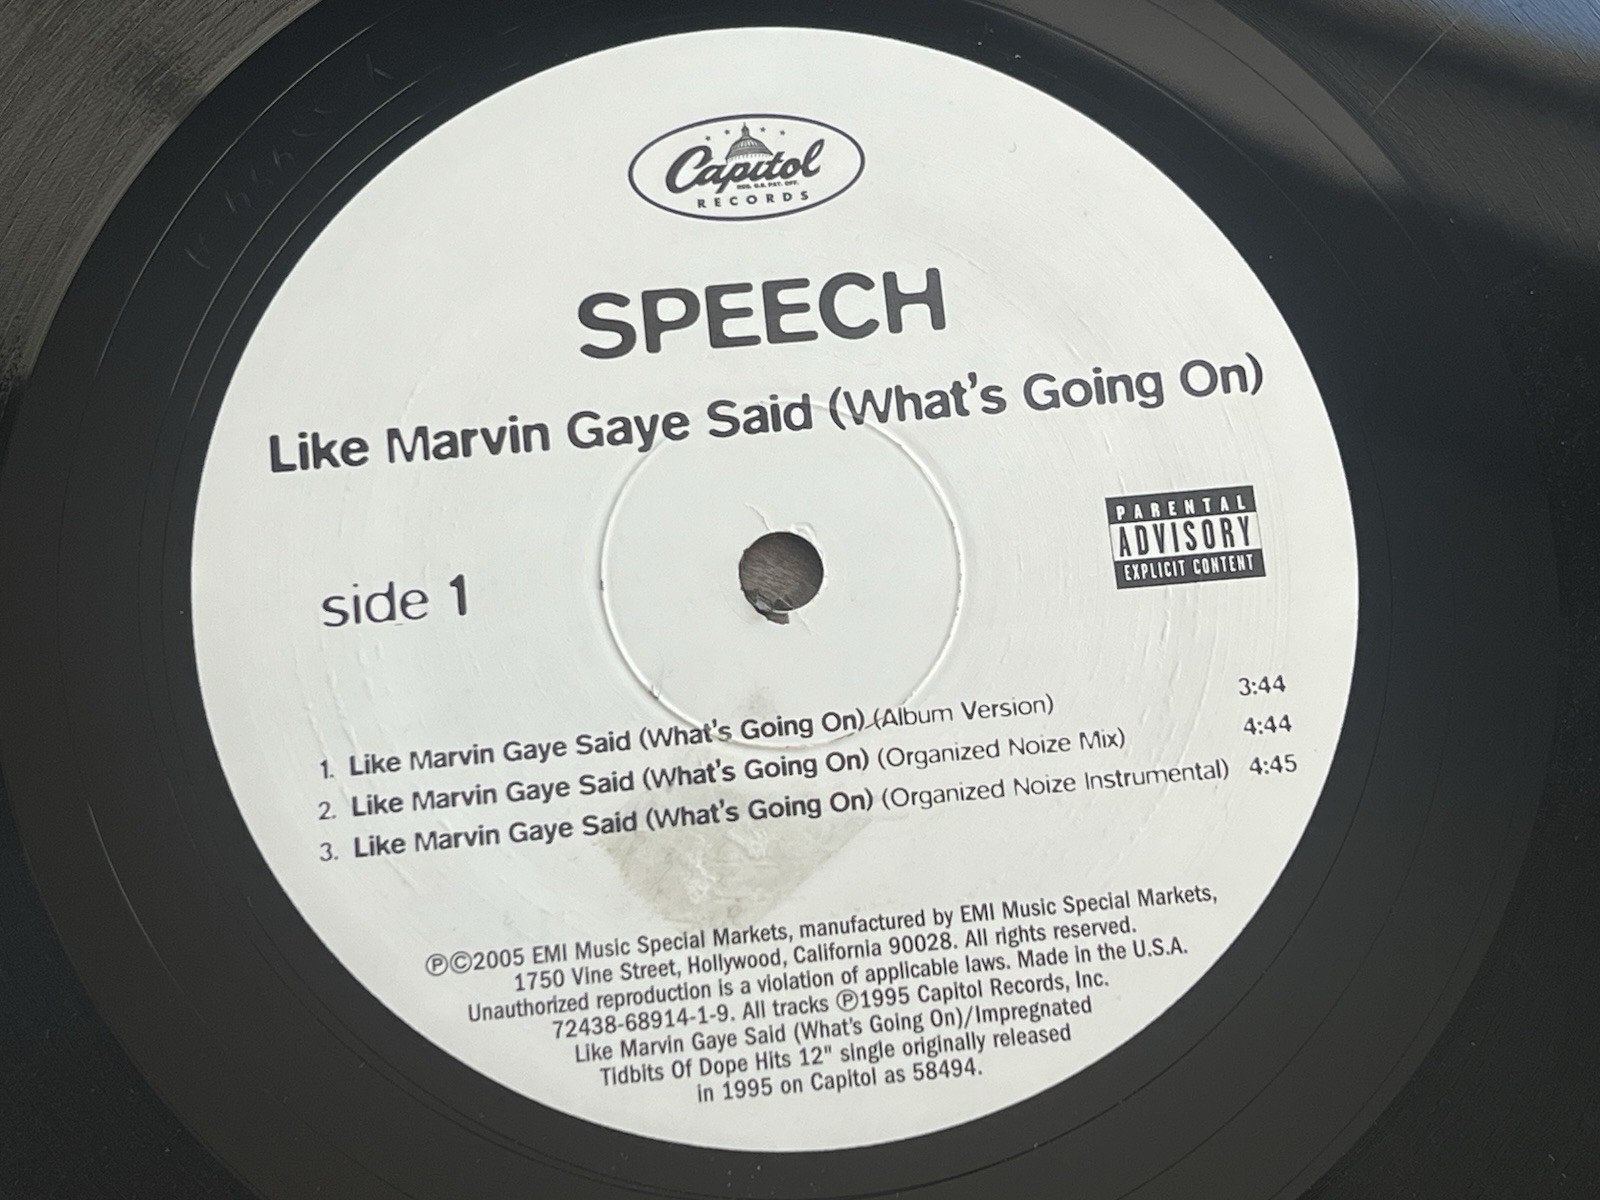 Capitol
REG. U.S. PAT. OFF.
RECORDS
SPEECH
Like Marvin Gaye Said (What's Going On)
PARENTAL
ADVISORY
EXPLICIT CONTENT
side 1
1. Like Marvin Gaye Said (What's Going On) (Album Version) 3:44
2. Like Marvin Gaye Said (What's Going On) (Organized Noize Mix) 4:44
3. Like Marvin Gaye Said (What's Going On) (Organized Noize Instrumental) 4:45
℗©2005 EMI Music Special Markets, manufactured by EMI Music Special Markets,
1750 Vine Street, Hollywood, California 90028. All rights reserved.
Unauthorized reproduction is a violation of applicable laws. Made in the U.S.A.
72438-68914-1-9. All tracks ℗1995 Capitol Records, Inc.
Like Marvin Gaye Said (What's Going On)/Impregnated
Tidbits Of Dope Hits 12" single originally released
in 1995 on Capitol as 58494.